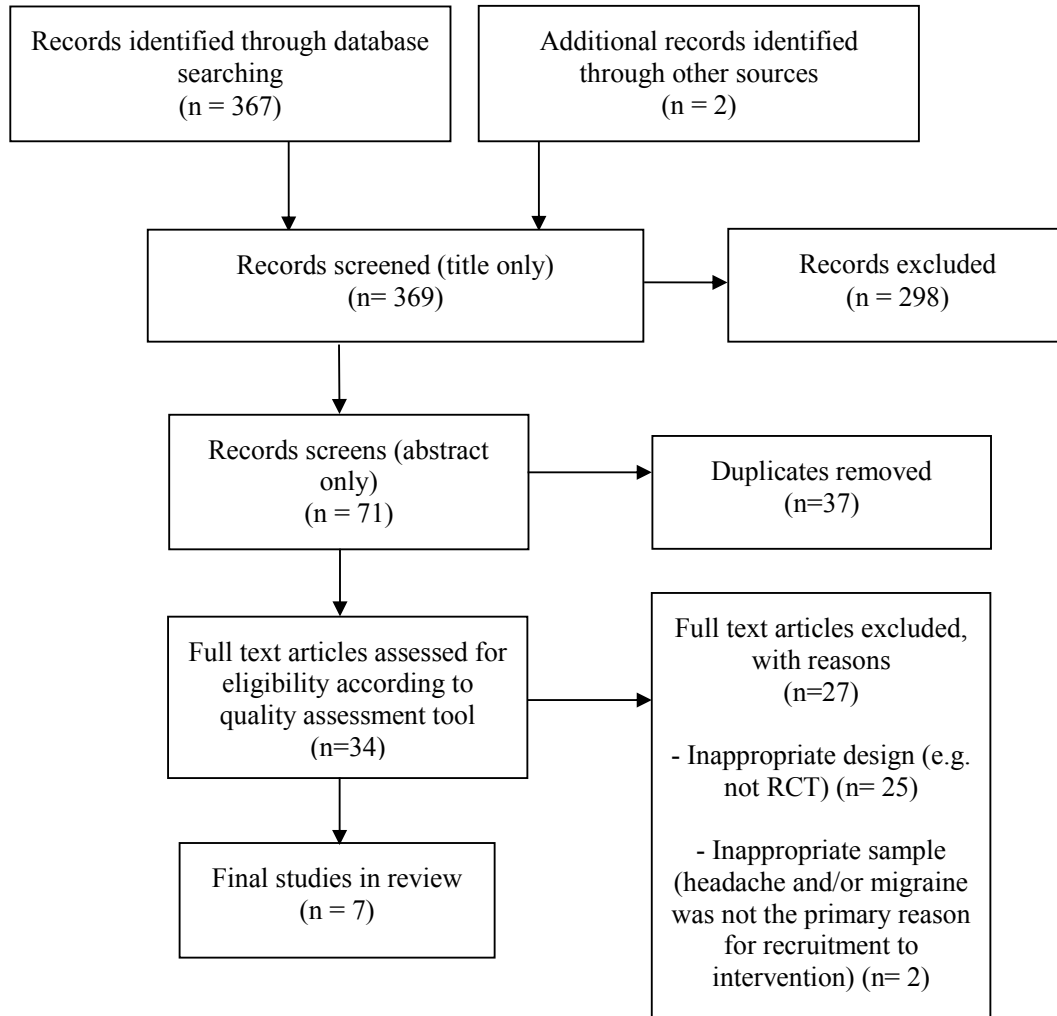 Records identified through database
searching
(n = 367)
Additional records identified
through other sources
(n = 2)
Records screened (title only)
(n= 369)
Records excluded
(n = 298)
Records screens (abstract
only)
(n = 71)
Duplicates removed
(n=37)
Full text articles assessed for
eligibility according to
quality assessment tool
(n=34)
Full text articles excluded,
with reasons
(n=27)
- Inappropriate design (e.g.
not RCT) (n= 25)
- Inappropriate sample
(headache and/or migraine
was not the primary reason
for recruitment to
intervention) (n= 2)
Final studies in review
(n = 7)